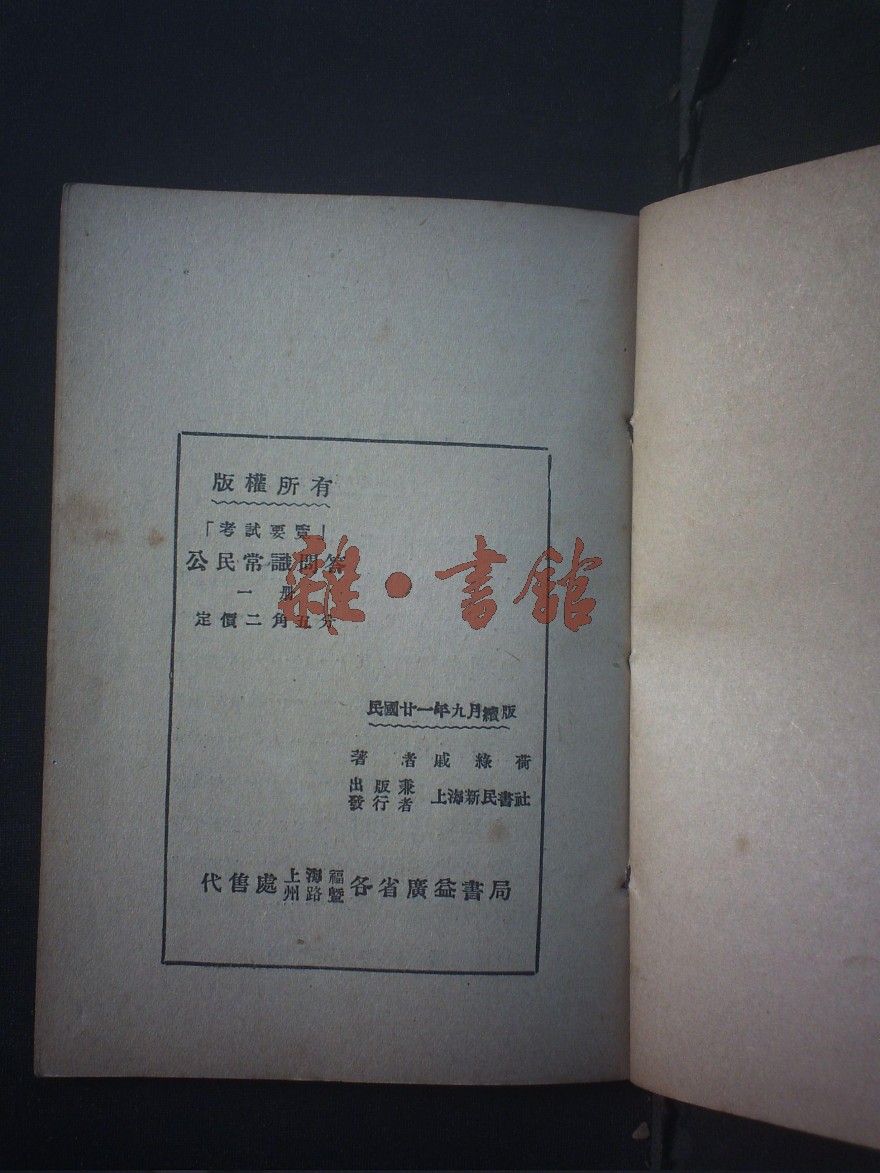 版權所有
「考試要覽」
公民常識問答
一册
定價二角五分
雜·書館
民國廿一年九月續版
著者戚綠荷
出版兼
發行者 上海新民書社
代售處 上海福州路暨 各省廣益書局